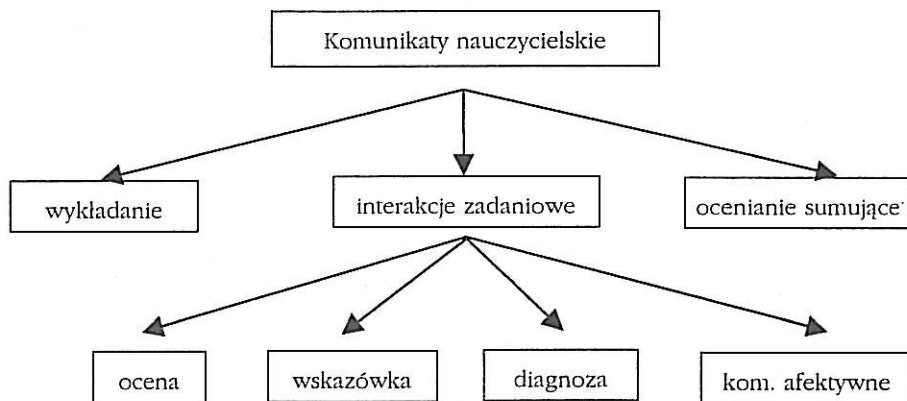 Komunikaty nauczycielskie
wykładanie
interakcje zadaniowe
ocenianie sumujące
ocena
wskazówka
diagnoza
kom. afektywne